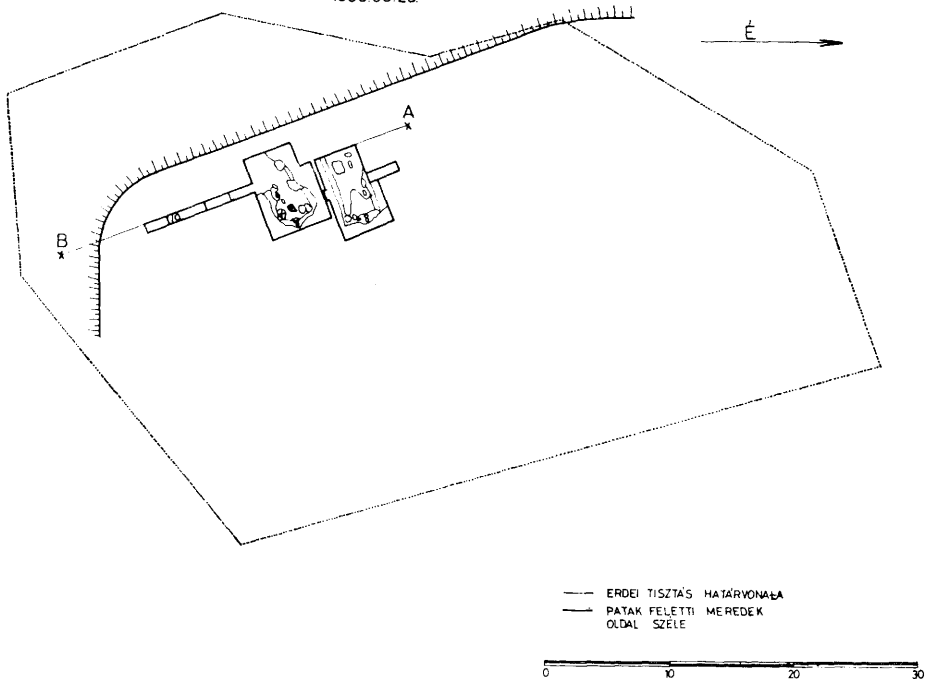 É
A
B
ERDEI TISZTÁS HATÁRVONALA
PATAK FELETTI MEREDEK
OLDAL SZÉLE
0 10 20 30